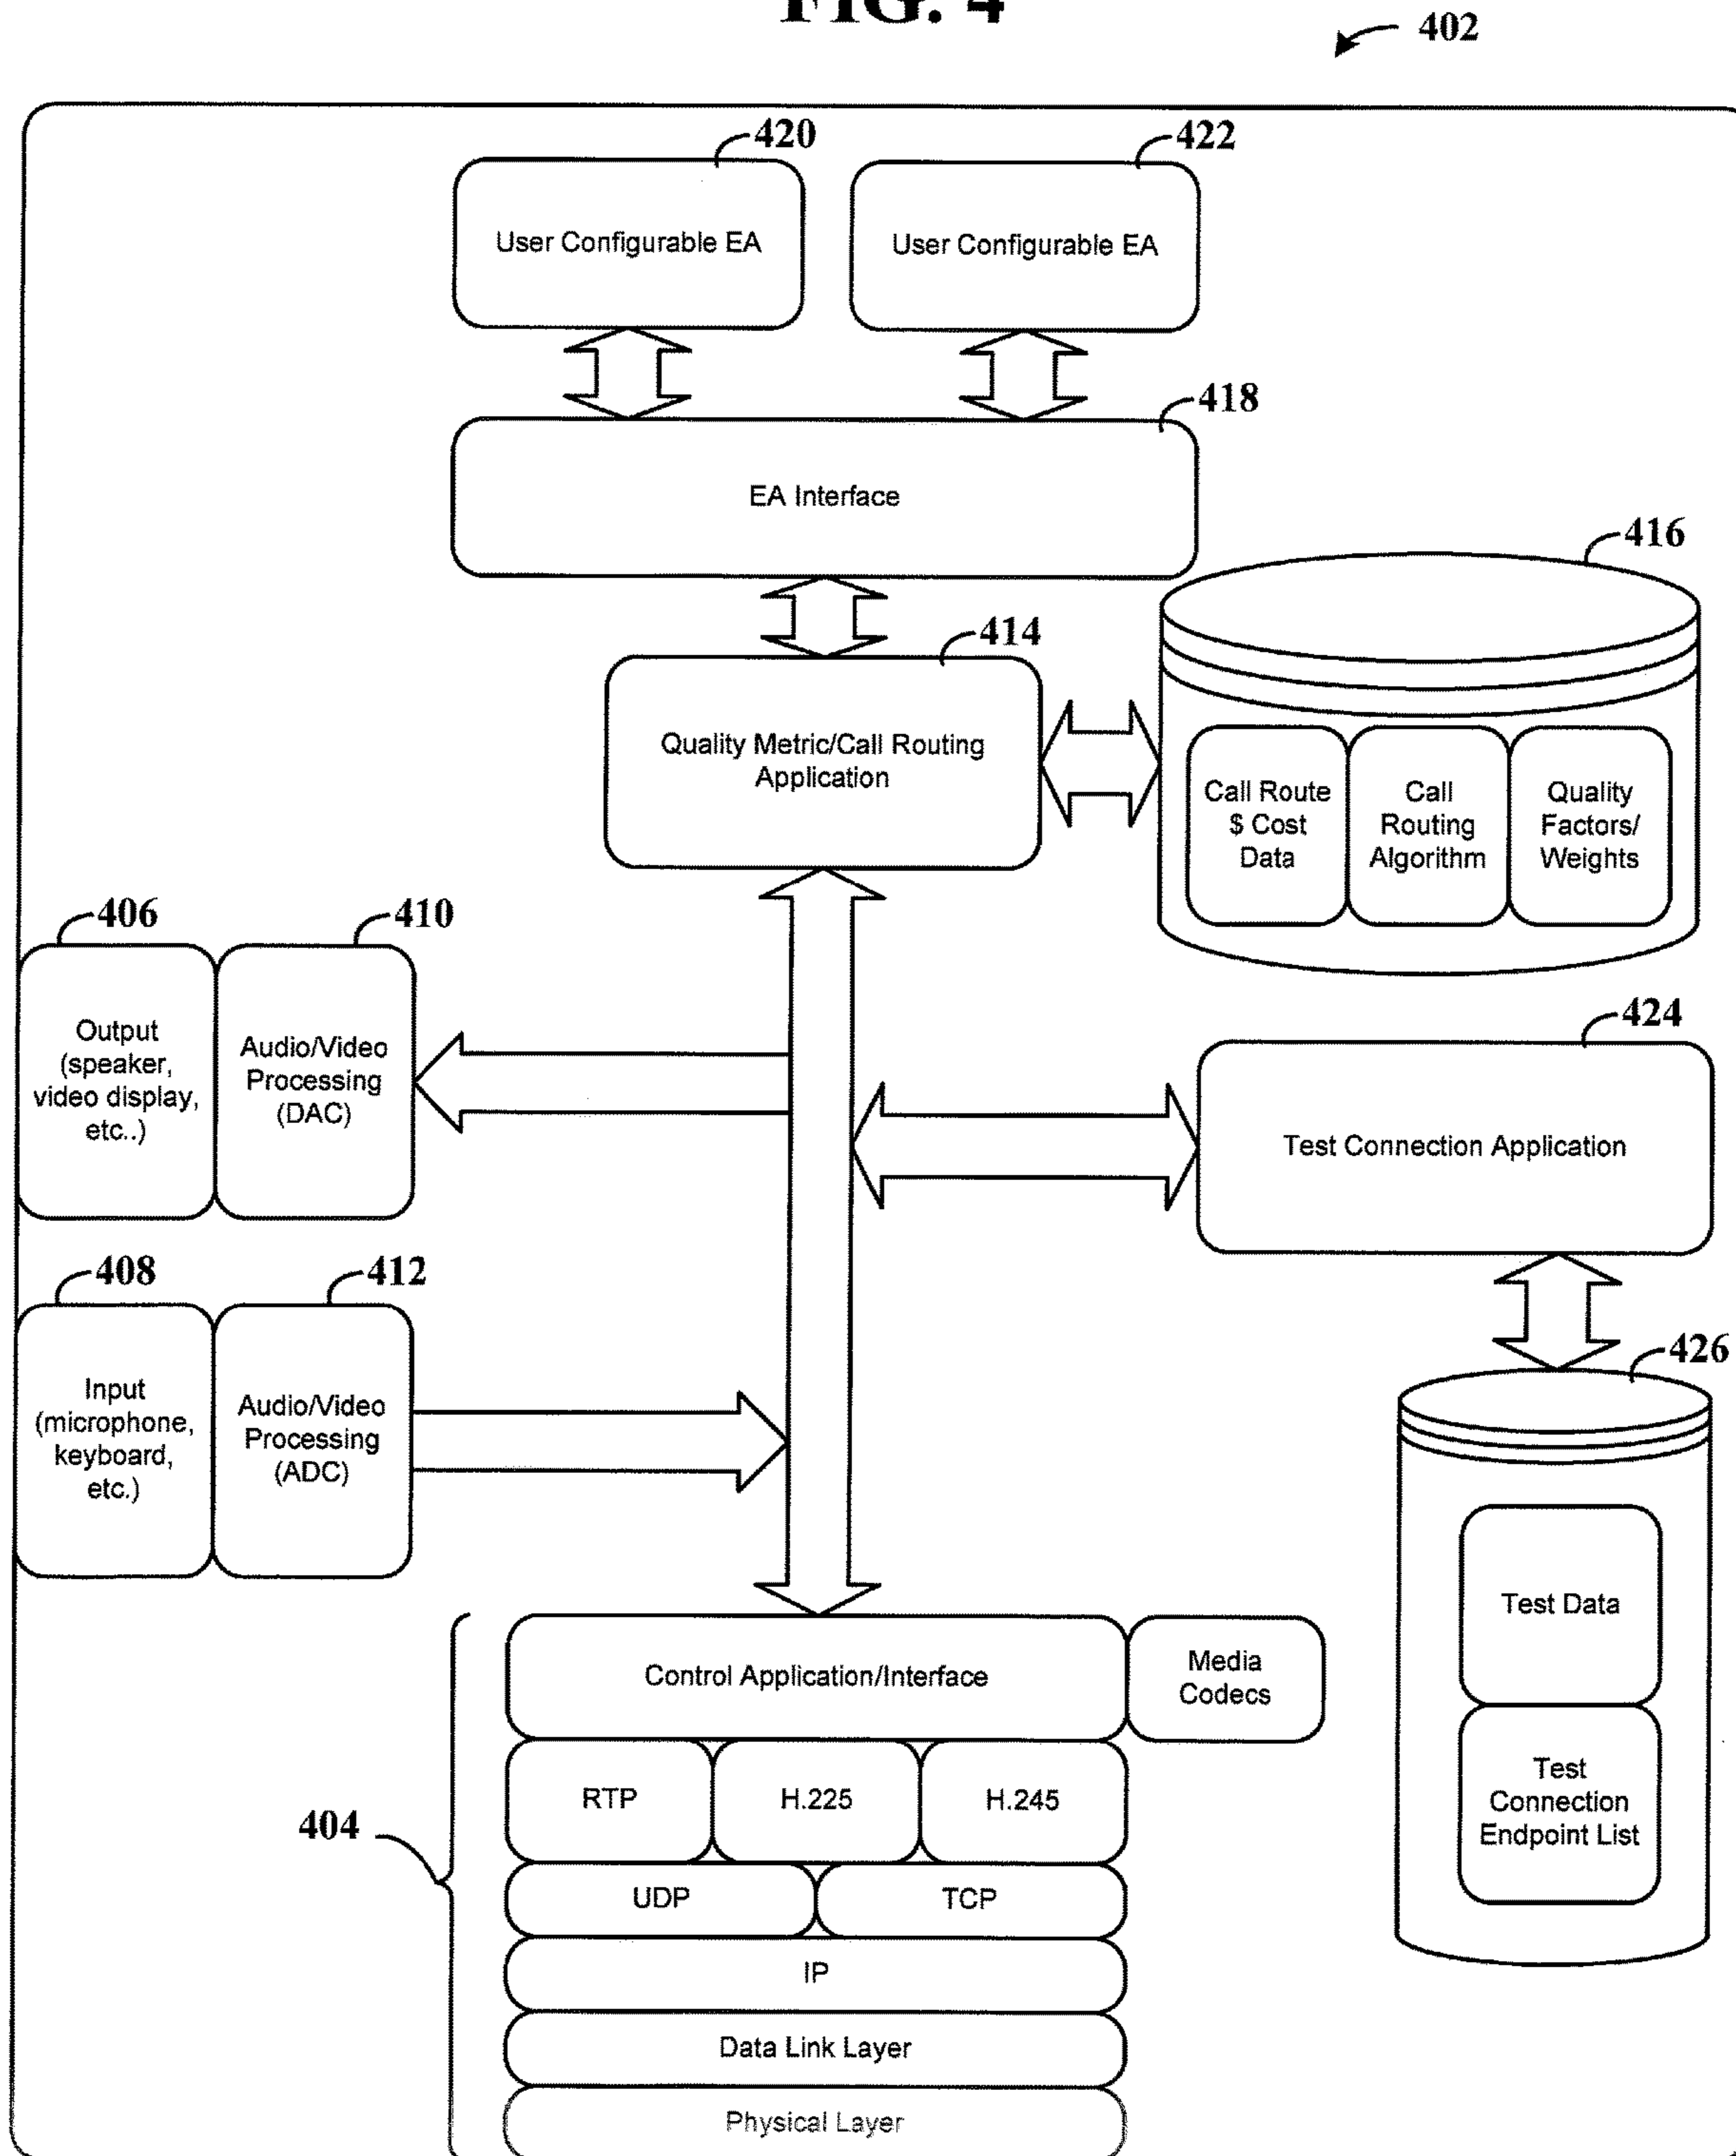 FIG. 4
402
420
422
User Configurable EA
User Configurable EA
418
EA Interface
416
414
Quality Metric/Call Routing
Application
Call Route
$ Cost
Data
Call
Routing
Algorithm
Quality
Factors/
Weights
406
410
Output
(speaker,
video display,
etc..)
Audio/Video
Processing
(DAC)
424
Test Connection Application
408
412
Input
(microphone,
keyboard,
etc.)
Audio/Video
Processing
(ADC)
426
Test Data
Test
Connection
Endpoint List
404
Control Application/Interface
Media
Codecs
RTP
H.225
H.245
UDP
TCP
IP
Data Link Layer
Physical Layer